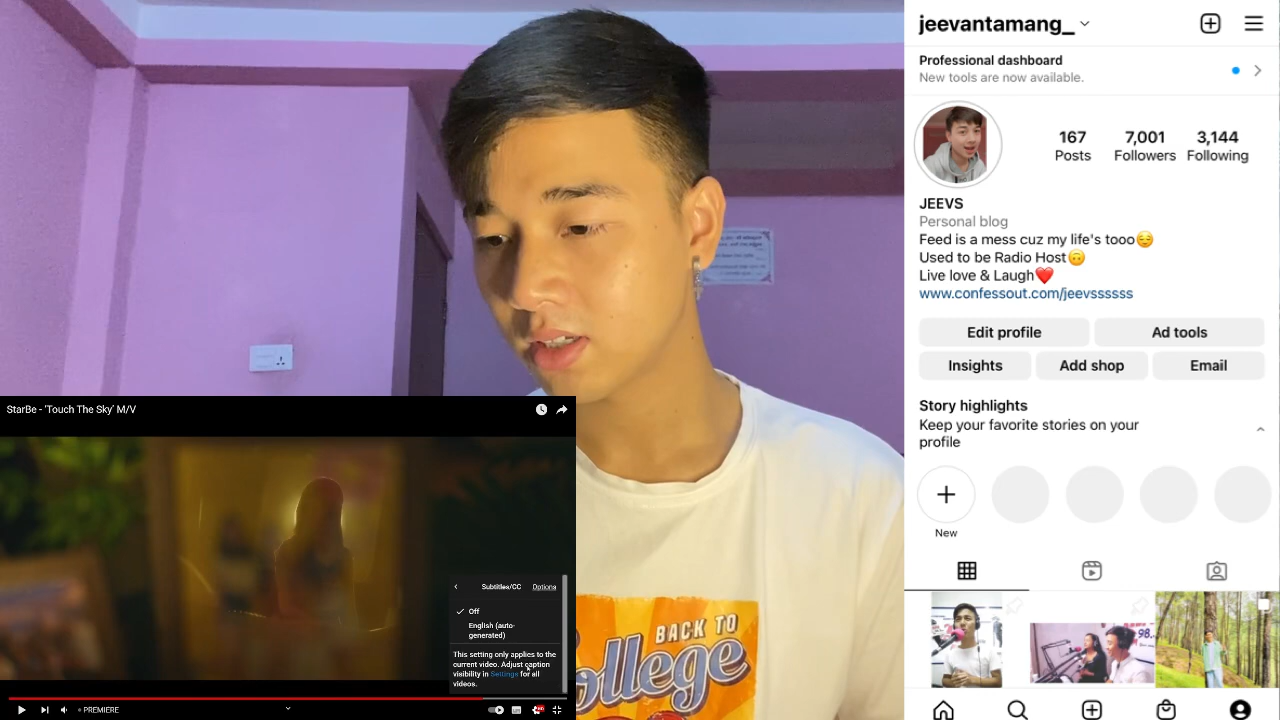 jeevantamang_
Professional dashboard
New tools are now available.
167
Posts
7,001
Followers
3,144
Following
JEEVS
Personal blog
Feed is a mess cuz my life's tooo😌
Used to be Radio Host🙃
Live love & Laugh❤️
www.confessout.com/jeevssssss
Edit profile
Ad tools
Insights
Add shop
Email
Story highlights
Keep your favorite stories on your
profile
New
98.
StarBe - 'Touch The Sky' M/V
Subtitles/CC
Options
Off
English (auto-
generated)
This setting only applies to the
current video. Adjust caption
visibility in Settings for all
videos.
PREMIERE
HD
BACK TO
ollege